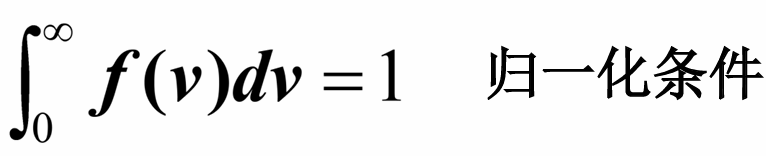 ∫₀^∞ f(v)dv = 1 归一化条件